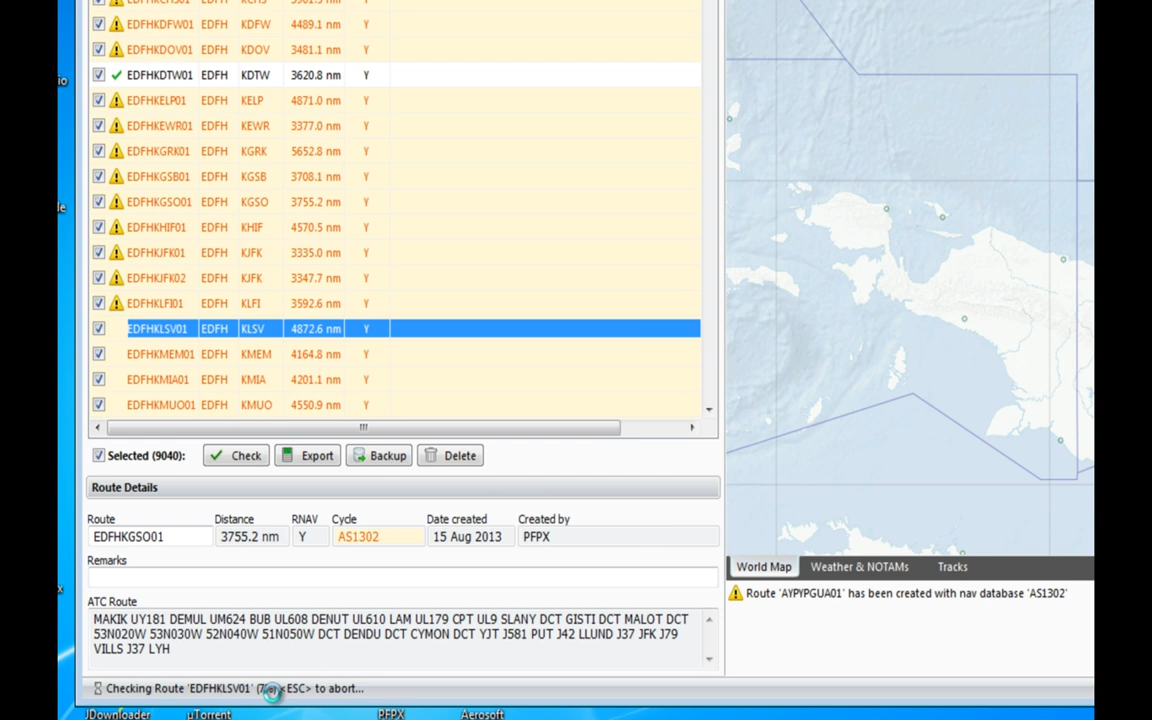 EDFHKDFW01 EDFH KDFW 4489.1 nm Y
EDFHKDOV01 EDFH KDOV 3481.1 nm Y
EDFHKDTW01 EDFH KDTW 3620.8 nm Y
EDFHKELP01 EDFH KELP 4871.0 nm Y
EDFHKEWR01 EDFH KEWR 3377.0 nm Y
EDFHKGRK01 EDFH KGRK 5652.8 nm Y
EDFHKGSB01 EDFH KGSB 3708.1 nm Y
EDFHKGSO01 EDFH KGSO 3755.2 nm Y
EDFHKHIF01 EDFH KHIF 4570.5 nm Y
EDFHKJFK01 EDFH KJFK 3335.0 nm Y
EDFHKJFK02 EDFH KJFK 3347.7 nm Y
EDFHKLFI01 EDFH KLFI 3592.6 nm Y
EDFHKLSV01 EDFH KLSV 4872.6 nm Y
EDFHKMEM01 EDFH KMEM 4164.8 nm Y
EDFHKMIA01 EDFH KMIA 4201.1 nm Y
EDFHKMUO01 EDFH KMUO 4550.9 nm Y
Selected (9040): Check Export Backup Delete
Route Details
Route Distance RNAV Cycle Date created Created by
EDFHKGSO01 3755.2 nm Y AS1302 15 Aug 2013 PFPX
Remarks
ATC Route
MAKIK UY181 DEMUL UM624 BUB UL608 DENUT UL610 LAM UL179 CPT UL9 SLANY DCT GISTI DCT MALOT DCT
53N020W 53N030W 52N040W 51N050W DCT DENDU DCT CYMON DCT YJT J581 PUT J42 LLUND J37 JFK J79
VILLS J37 LYH
World Map Weather & NOTAMs Tracks
Route 'AYPYPGUA01' has been created with nav database 'AS1302'
Checking Route 'EDFHKLSV01' <ESC> to abort...
JDownloader µTorrent PFPX Aerosoft